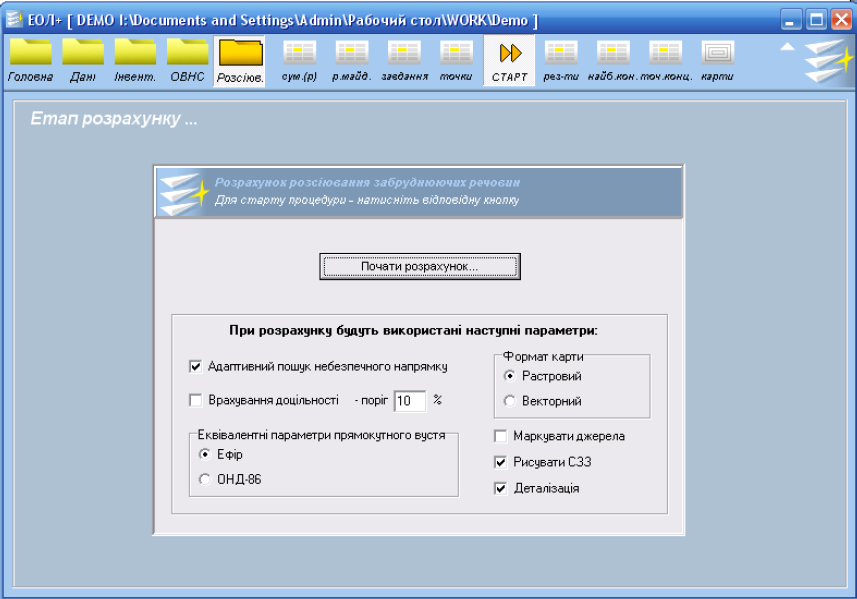 ЕОЛ+ [ DEMO I:\Documents and Settings\Admin\Рабочий стол\WORK\Demo ]
Головна Дані Інвент. ОВНС Розсіюв. сум.(р) р.майд. завдання точки СТАРТ рез-ти найб.кон. точ.конц. карти
Етап розрахунку ...
Розрахунок розсіювання забруднюючих речовин
Для старту процедури - натисніть відповідну кнопку
Почати розрахунок...
При розрахунку будуть використані наступні параметри:
Адаптивний пошук небезпечного напрямку
Врахування доцільності - поріг 10 %
Еквівалентні параметри прямокутного вустя
Ефір
ОНД-86
Формат карти
Растровий
Векторний
Маркувати джерела
Рисувати СЗЗ
Деталізація